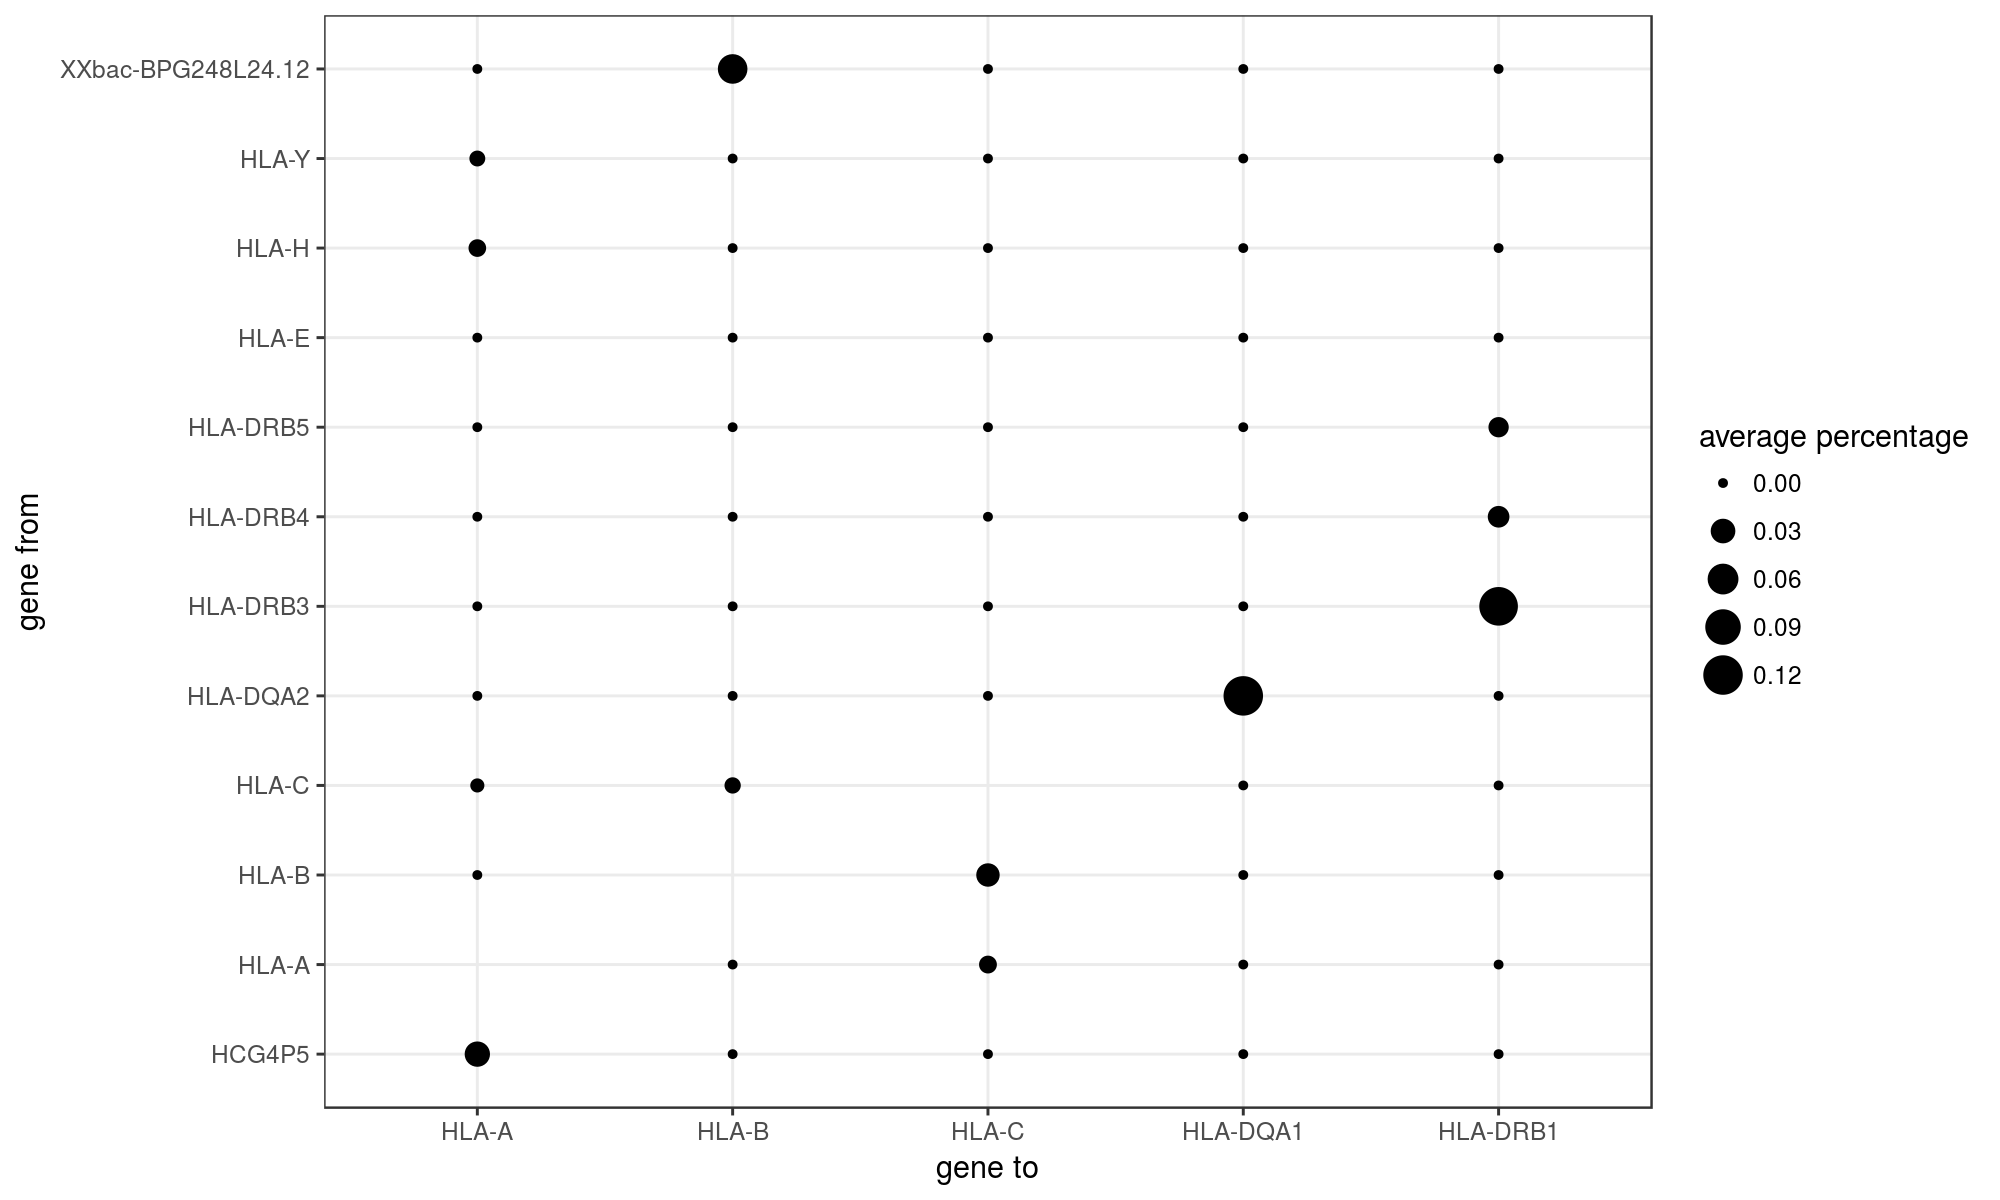 XXbac-BPG248L24.12
HLA-Y
HLA-H
HLA-E
HLA-DRB5
HLA-DRB4
HLA-DRB3
HLA-DQA2
HLA-C
HLA-B
HLA-A
HCG4P5
gene from
HLA-A HLA-B HLA-C HLA-DQA1 HLA-DRB1
gene to
average percentage
0.00
0.03
0.06
0.09
0.12